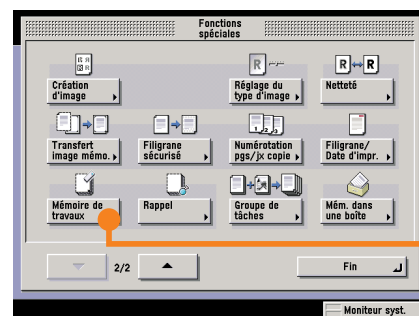 Fonctions
spéciales
Création
d'image
Réglage du
type d'image
Netteté
Transfert
image mémo.
Filigrane
sécurisé
Numérotation
pgs/jx copie
Filigrane/
Date d'impr.
Mémoire de
travaux
Rappel
Groupe de
tâches
Mém. dans
une boîte
2/2
Fin
Moniteur syst.